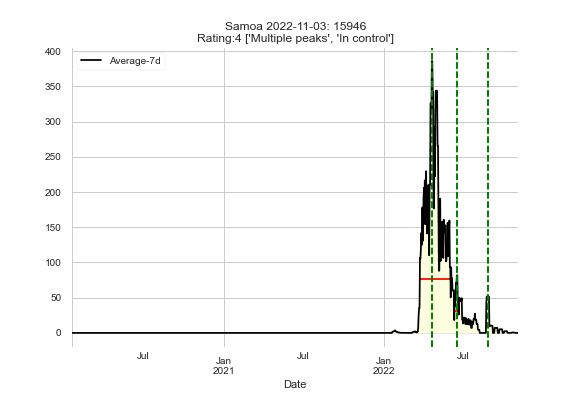 Samoa 2022-11-03: 15946
Rating:4 ['Multiple peaks', 'In control']
400
Average-7d
350
300
250
200
150
100
50
0
Jul
Jan
2021
Jul
Jan
2022
Jul
Date